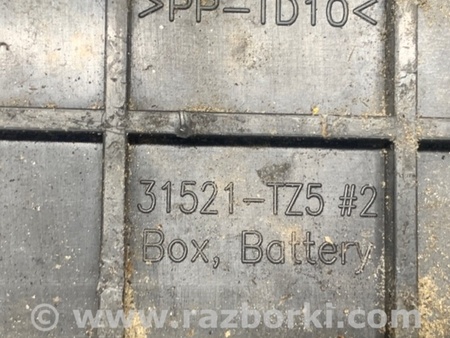 >PP-TD10<
31521-TZ5 #2
Box, Battery
www.razborki.com